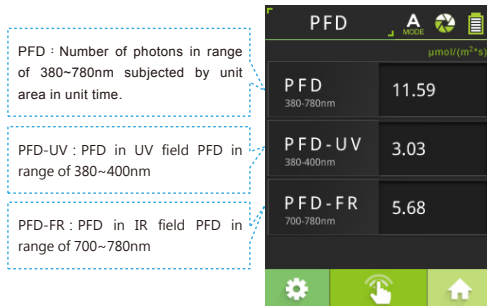 PFD：Number of photons in range
of 380~780nm subjected by unit
area in unit time.
PFD-UV : PFD in UV field PFD in
range of 380~400nm
PFD-FR : PFD in IR field PFD in
range of 700~780nm
PFD
A
MODE
μmol/(m²*s)
PFD
380-780nm
11.59
PFD-UV
380-400nm
3.03
PFD-FR
700-780nm
5.68